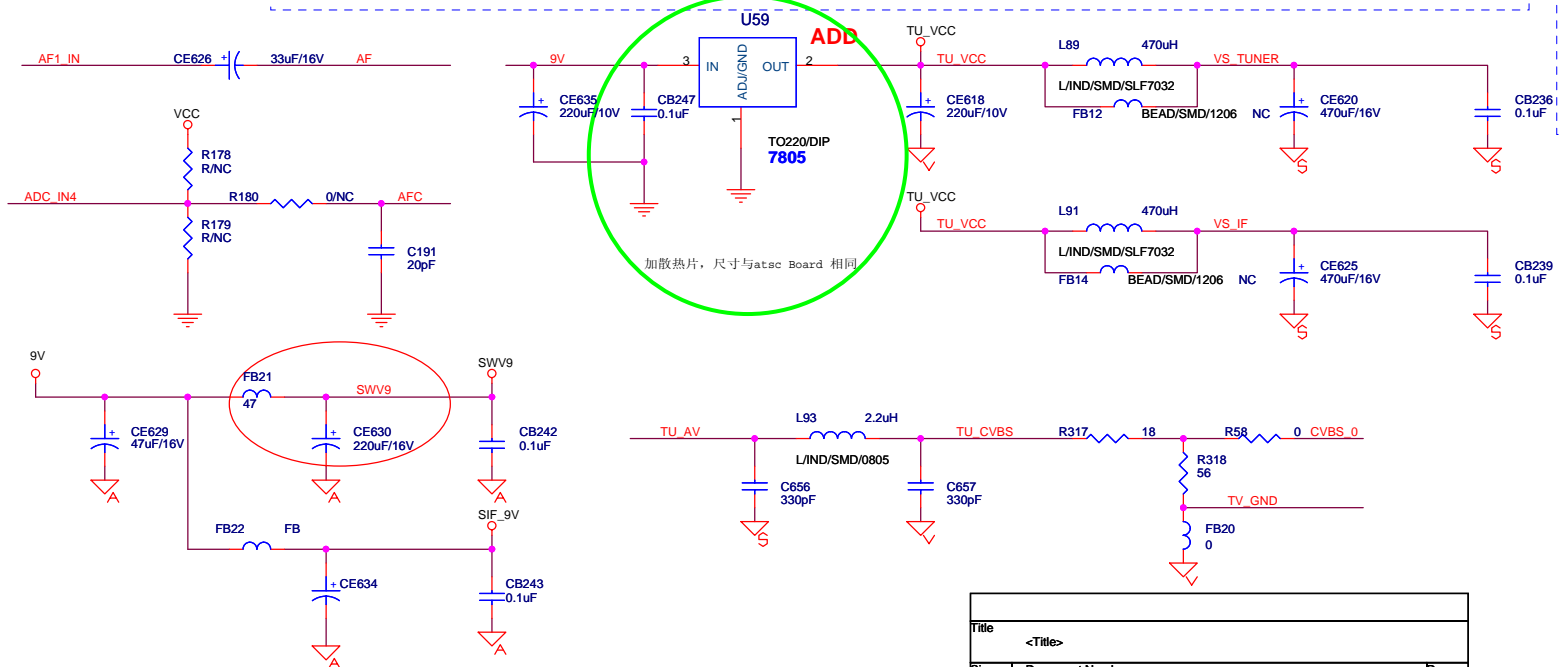 U59
ADD
AF1_IN
CE626
+
33uF/16V
AF
9V
3
IN
ADJ/GND
OUT
2
1
CE635
+
220uF/10V
CB247
0.1uF
TO220/DIP
7805
加散热片，尺寸与atsc Board 相同
TU_VCC
TU_VCC
CE618
+
220uF/10V
V
L89
470uH
L/IND/SMD/SLF7032
FB12
BEAD/SMD/1206
NC
VS_TUNER
CE620
+
470uF/16V
S
CB236
0.1uF
S
VCC
R178
R/NC
ADC_IN4
R180
0/NC
AFC
R179
R/NC
C191
20pF
TU_VCC
TU_VCC
L91
470uH
L/IND/SMD/SLF7032
FB14
BEAD/SMD/1206
NC
VS_IF
CE625
+
470uF/16V
S
CB239
0.1uF
S
9V
FB21
47
SWV9
SWV9
CE629
+
47uF/16V
A
CE630
+
220uF/16V
A
CB242
0.1uF
A
FB22
FB
SIF_9V
CE634
+
A
CB243
0.1uF
A
TU_AV
L93
2.2uH
L/IND/SMD/0805
TU_CVBS
R317
18
R58
0
CVBS_0
C656
330pF
S
C657
330pF
V
R318
56
TV_GND
FB20
0
V
Title
<Title>